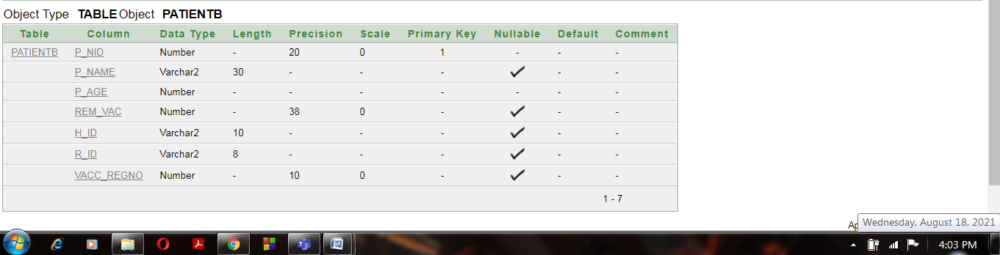 Object Type TABLE Object PATIENTB
Table Column Data Type Length Precision Scale Primary Key Nullable Default Comment
PATIENTB P_NID Number - 20 0 1 - - -
P_NAME Varchar2 30 - - - - -
P_AGE Number - - - - - - -
REM_VAC Number - 38 0 - - -
H_ID Varchar2 10 - - - - -
R_ID Varchar2 8 - - - - -
VACC_REGNO Number - 10 0 - - -
1 - 7
Wednesday, August 18, 2021
4:03 PM